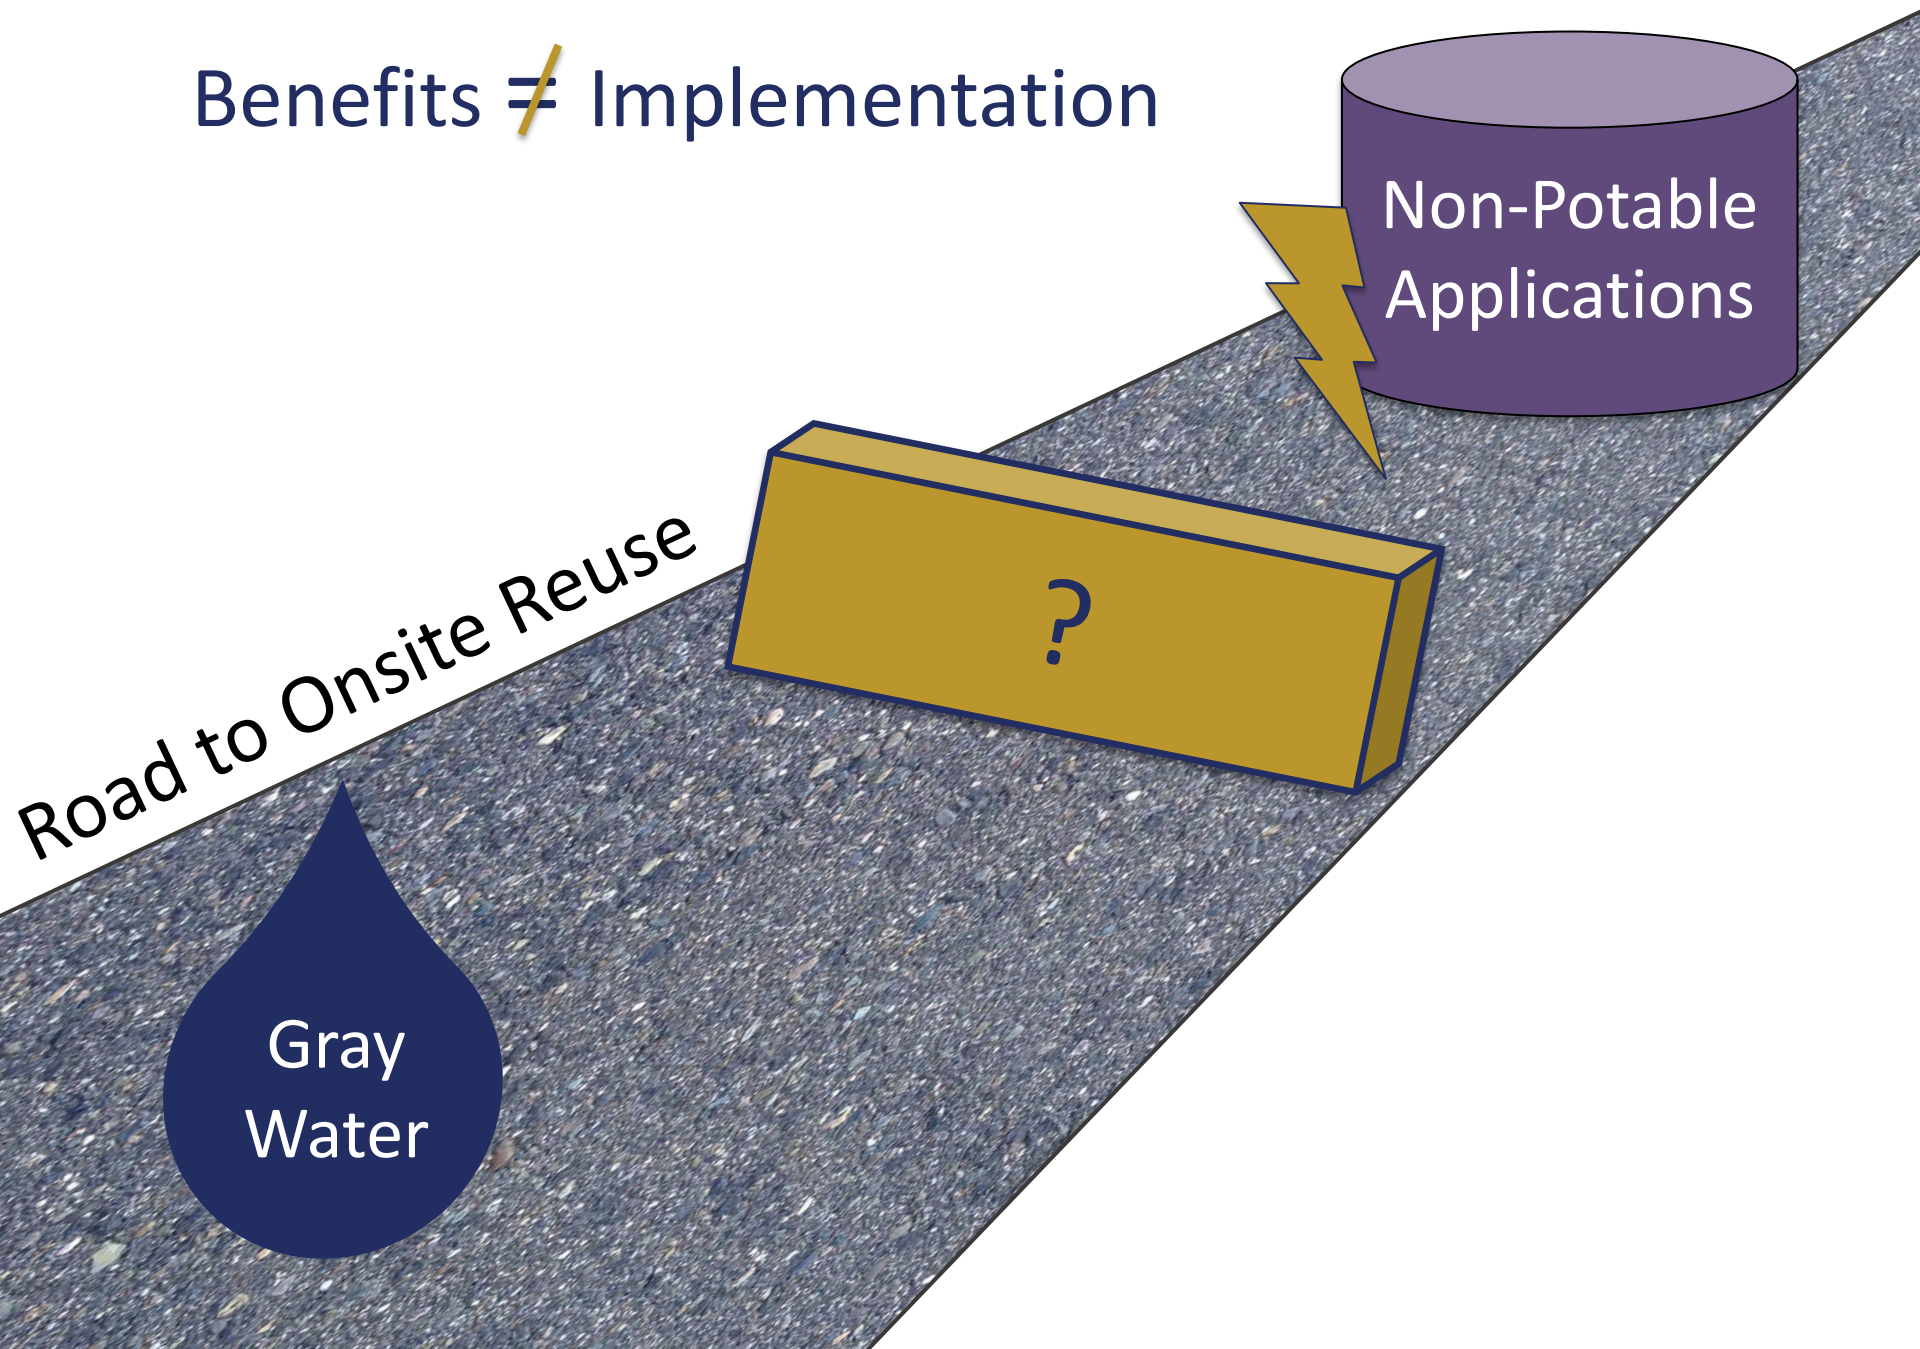 Benefits ≠ Implementation
Non-Potable
Applications
Road to Onsite Reuse
?
Gray
Water